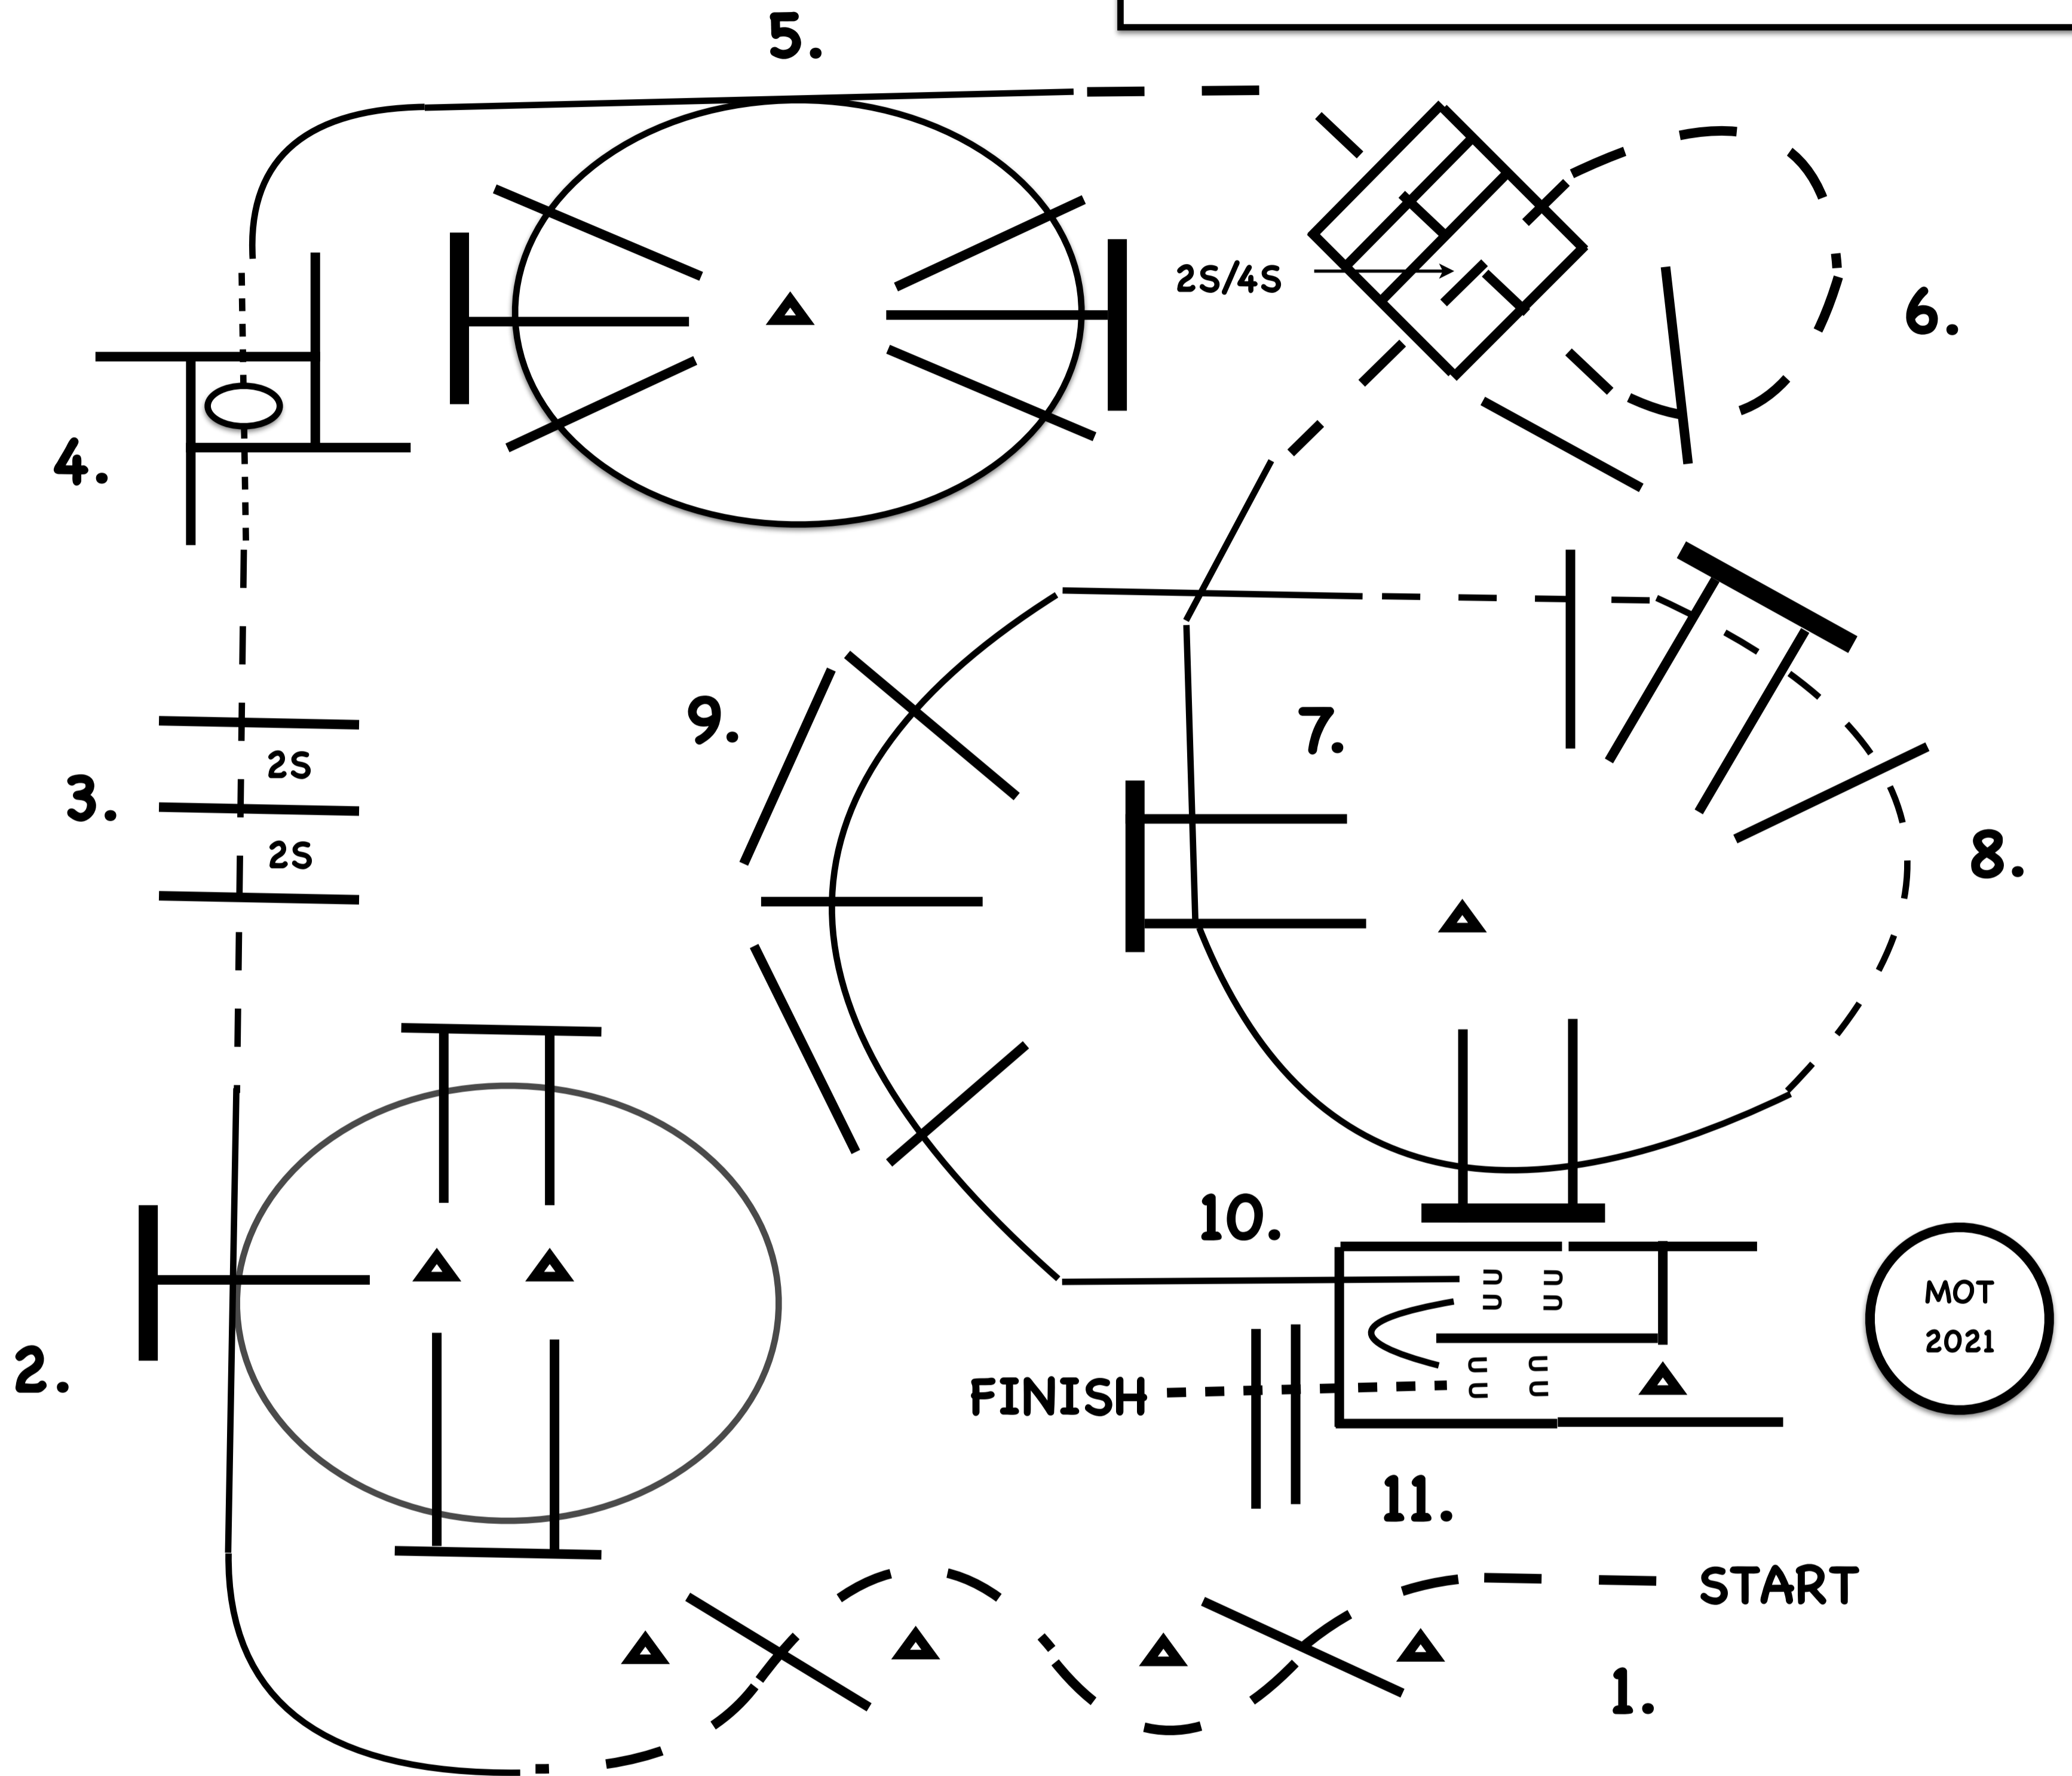 5.
2S/4S
6.
4.
9.
7.
2S
3.
8.
2S
10.
MOT
2021
2.
FINISH
11.
START
1.